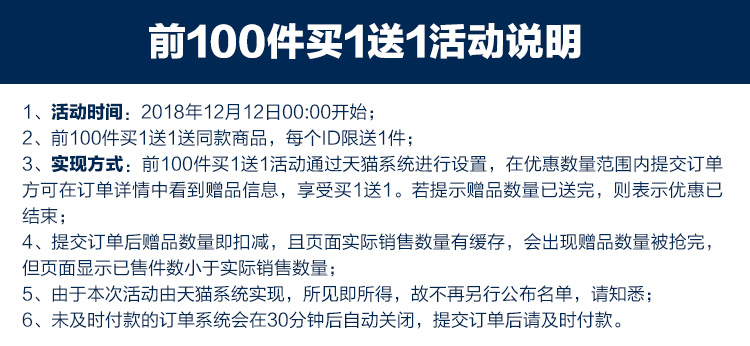 前100件买1送1活动说明
1、活动时间：2018年12月12日00:00开始；
2、前100件买1送1送同款商品，每个ID限送1件；
3、实现方式：前100件买1送1活动通过天猫系统进行设置，在优惠数量范围内提交订单
方可在订单详情中看到赠品信息，享受买1送1。若提示赠品数量已送完，则表示优惠已
结束；
4、提交订单后赠品数量即扣减，且页面实际销售数量有缓存，会出现赠品数量被抢完，
但页面显示已售件数小于实际销售数量；
5、由于本次活动由天猫系统实现，所见即所得，故不再另行公布名单，请知悉；
6、未及时付款的订单系统会在30分钟后自动关闭，提交订单后请及时付款。